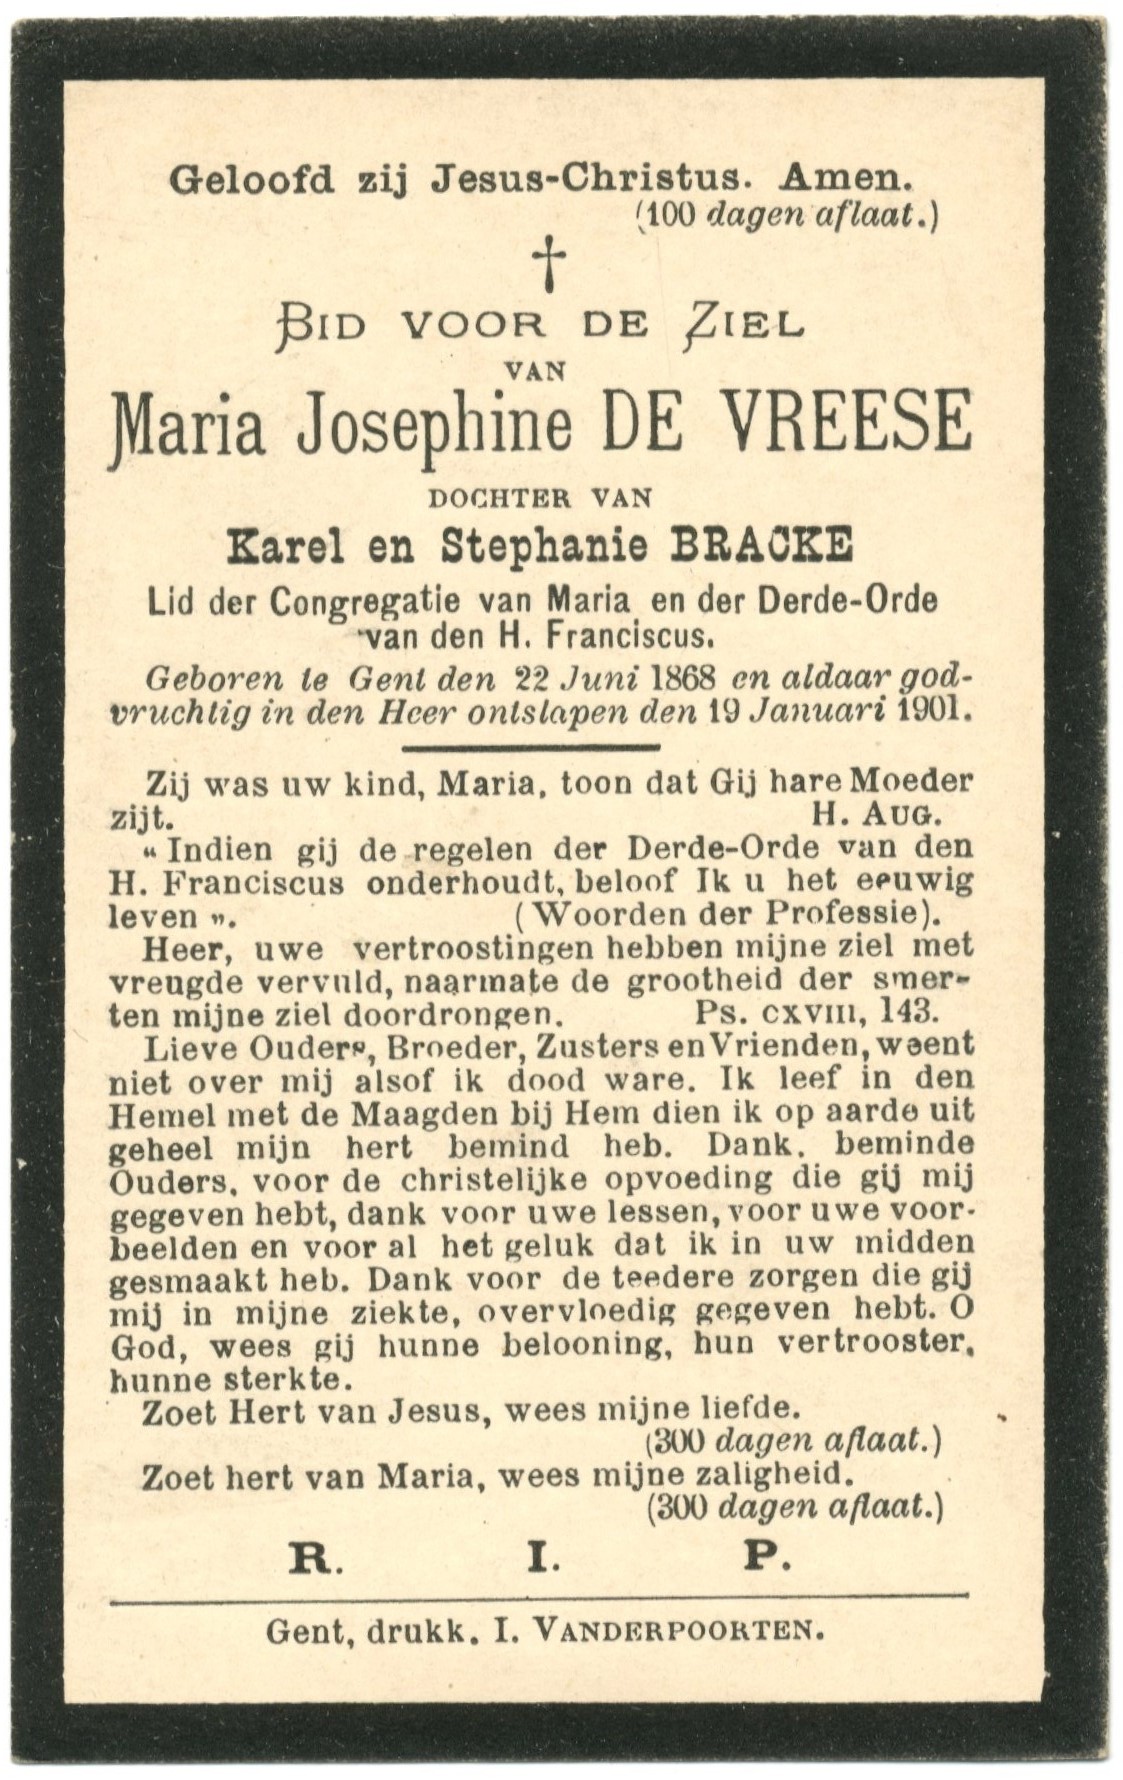 Geloofd zij Jesus-Christus. Amen.
(100 dagen aflaat.)
†
BID VOOR DE ZIEL
VAN
Maria Josephine DE VREESE
DOCHTER VAN
Karel en Stephanie BRACKE
Lid der Congregatie van Maria en der Derde-Orde
van den H. Franciscus.
Geboren te Gent den 22 Juni 1868 en aldaar god-
vruchtig in den Heer ontslapen den 19 Januari 1901.
Zij was uw kind, Maria, toon dat Gij hare Moeder
zijt. H. AUG.
“ Indien gij de regelen der Derde-Orde van den
H. Franciscus onderhoudt, beloof Ik u het eeuwig
leven ”. (Woorden der Professie).
Heer, uwe vertroostingen hebben mijne ziel met
vreugde vervuld, naarmate de grootheid der smer-
ten mijne ziel doordrongen. Ps. CXVIII, 143.
Lieve Ouders, Broeder, Zusters en Vrienden, weent
niet over mij alsof ik dood ware. Ik leef in den
Hemel met de Maagden bij Hem dien ik op aarde uit
geheel mijn hert bemind heb. Dank. beminde
Ouders, voor de christelijke opvoeding die gij mij
gegeven hebt, dank voor uwe lessen, voor uwe voor-
beelden en voor al het geluk dat ik in uw midden
gesmaakt heb. Dank voor de teedere zorgen die gij
mij in mijne ziekte, overvloedig gegeven hebt. O
God, wees gij hunne belooning, hun vertrooster,
hunne sterkte.
Zoet Hert van Jesus, wees mijne liefde.
(300 dagen aflaat.)
Zoet hert van Maria, wees mijne zaligheid.
(300 dagen aflaat.)
R. I. P.
Gent, drukk. I. VANDERPOORTEN.